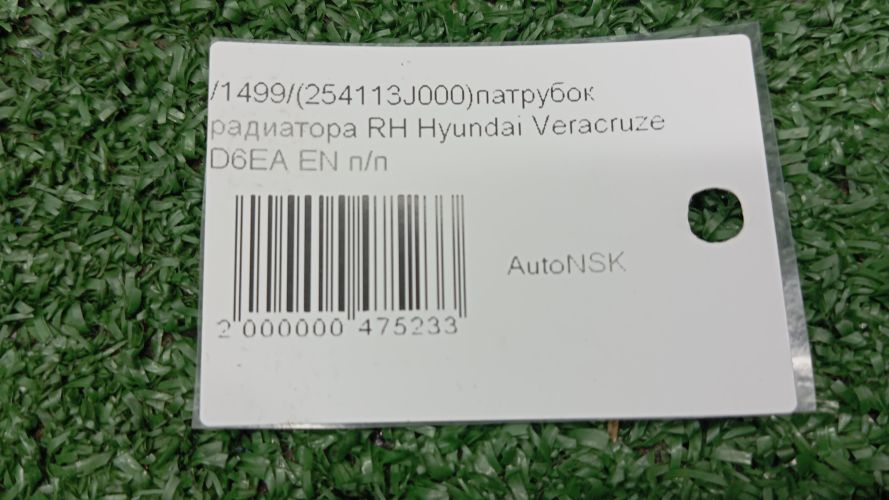 /1499/(254113J000)патрубок
радиатора RH Hyundai Veracruze
D6EA EN п/п
AutoNSK
2 000000 475233